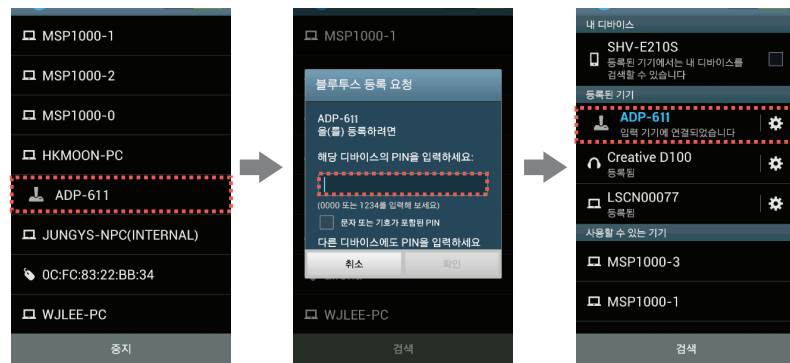 MSP1000-1
MSP1000-2
MSP1000-0
HKMOON-PC
ADP-611
JUNGYS-NPC(INTERNAL)
0C:FC:83:22:BB:34
WJLEE-PC
중지
MSP1000-1
블루투스 등록 요청
ADP-611
을(를) 등록하려면
해당 디바이스의 PIN을 입력하세요:
(0000 또는 1234를 입력해 보세요)
문자 또는 기호가 포함된 PIN
다른 디바이스에도 PIN을 입력하세요
취소
확인
WJLEE-PC
검색
내 디바이스
SHV-E210S
등록된 기기에서는 내 디바이스를
검색할 수 있습니다
등록된 기기
ADP-611
입력 기기에 연결되었습니다
Creative D100
등록됨
LSCN00077
등록됨
사용할 수 있는 기기
MSP1000-3
MSP1000-1
검색